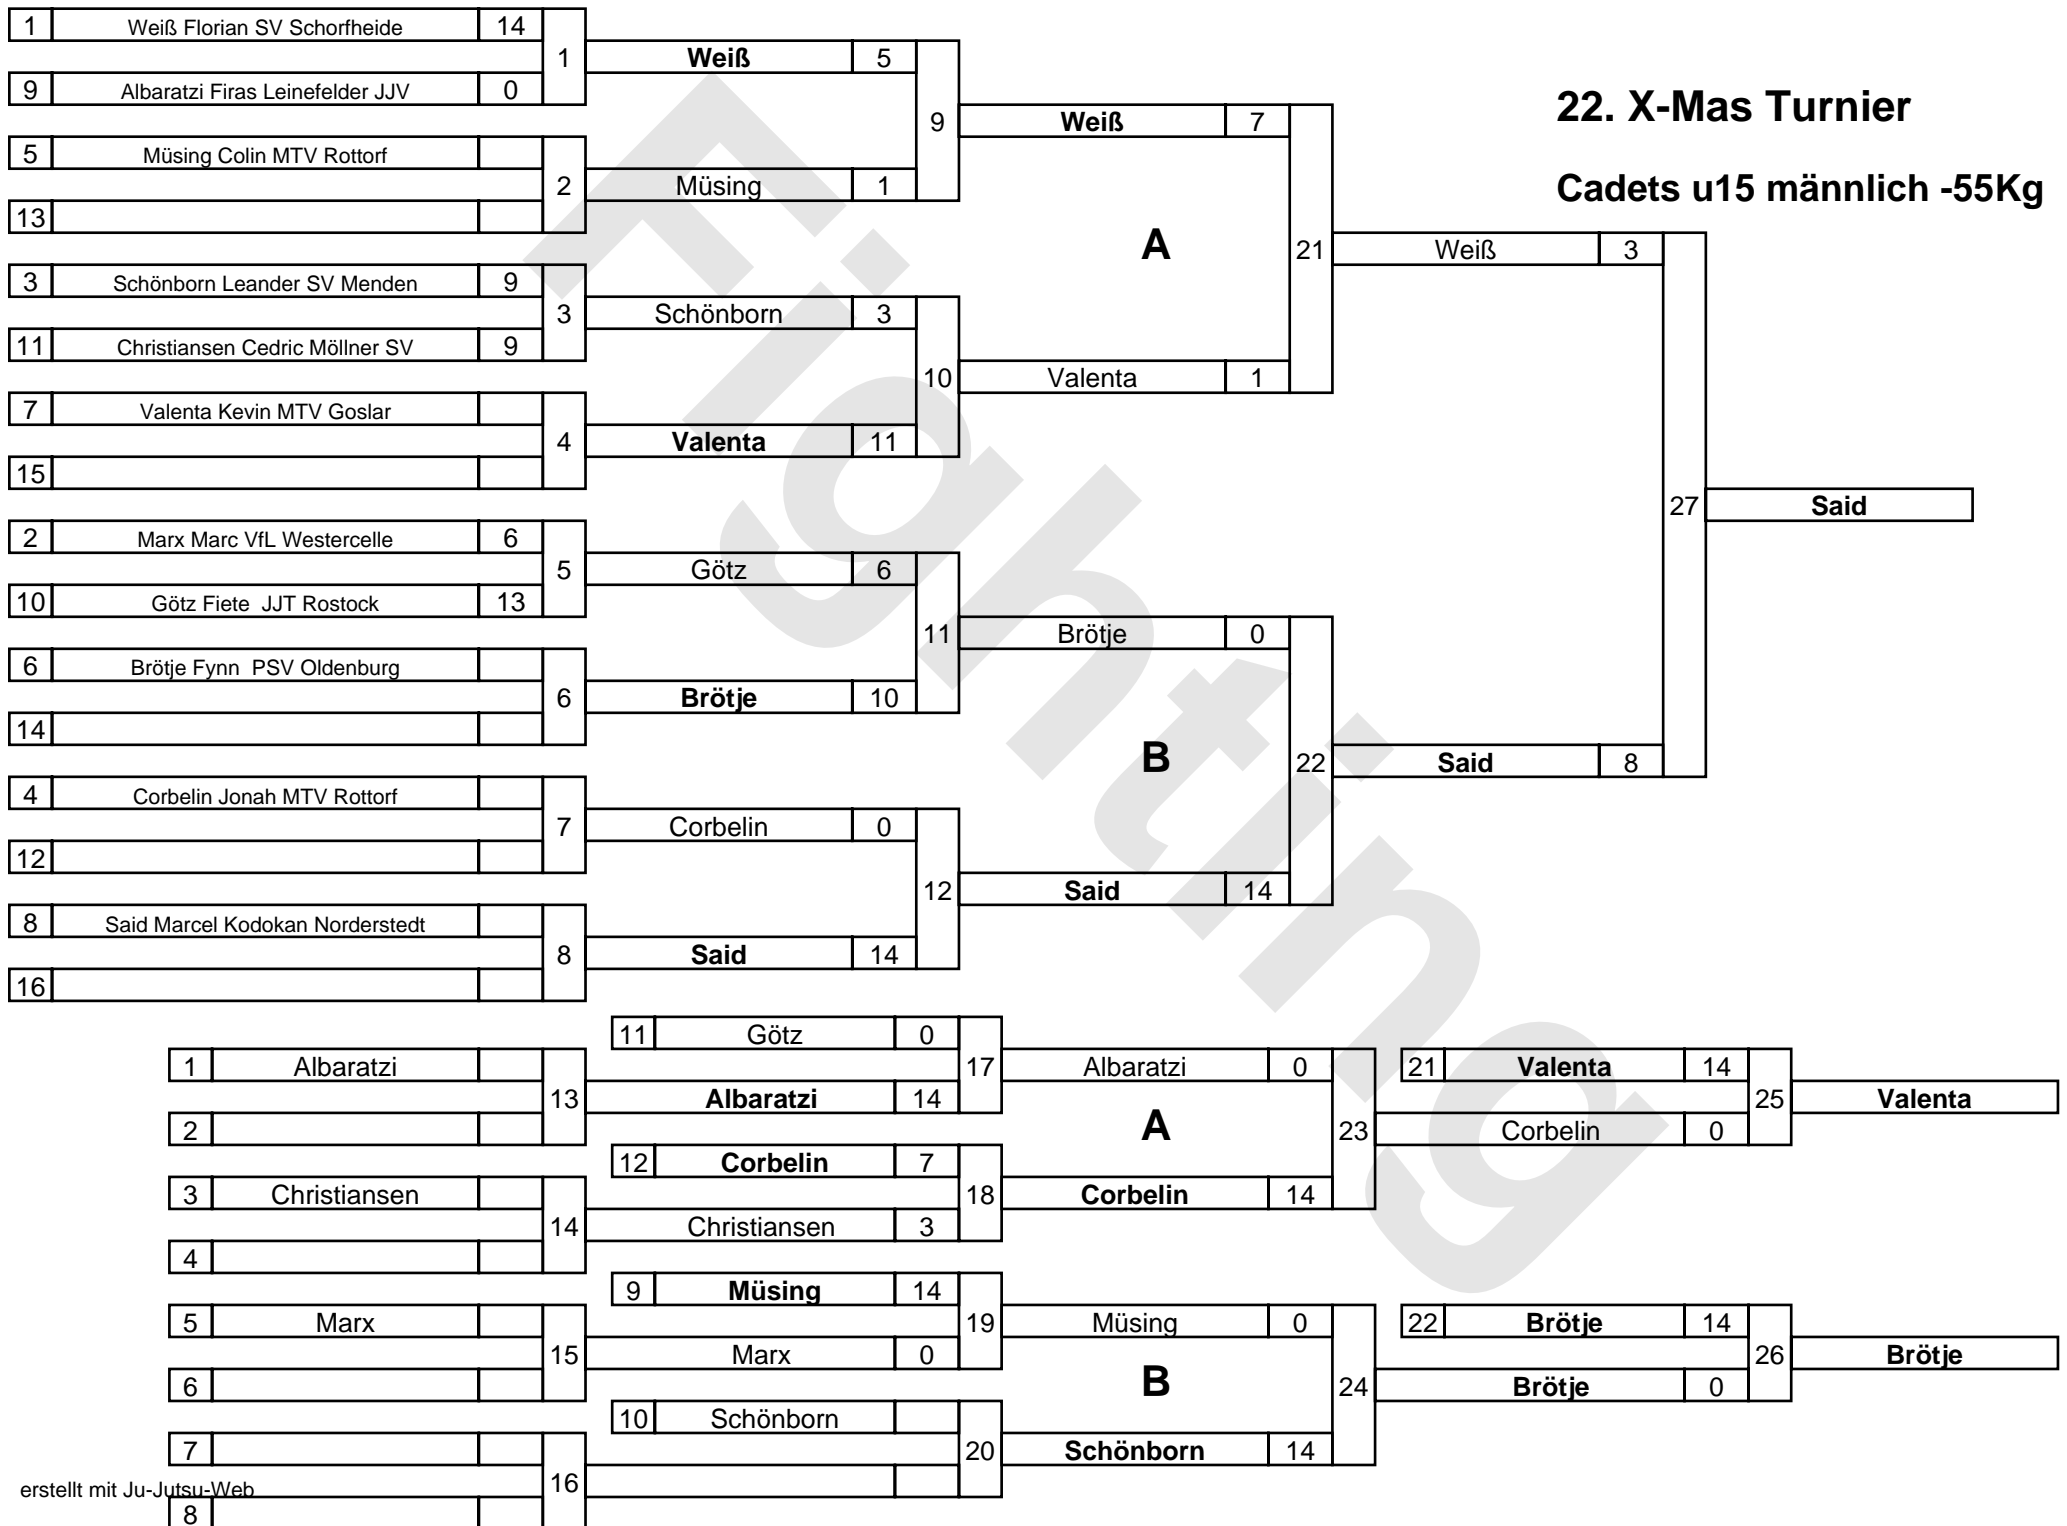 1 Weiß Florian SV Schorfheide 14
1
Weiß 5
9 Albaratzi Firas Leinefelder JJV 0
9
Weiß 7
22. X-Mas Turnier
5 Müsing Colin MTV Rottorf
2
Müsing 1
Cadets u15 männlich -55Kg
13
A
21
Weiß 3
3 Schönborn Leander SV Menden 9
3
Schönborn 3
11 Christiansen Cedric Möllner SV 9
10
Valenta 1
7 Valenta Kevin MTV Goslar
4
Valenta 11
15
27
Said
2 Marx Marc VfL Westercelle 6
5
Götz 6
10 Götz Fiete JJT Rostock 13
11
Brötje 0
6 Brötje Fynn PSV Oldenburg
6
Brötje 10
14
B
22
Said 8
4 Corbelin Jonah MTV Rottorf
7
Corbelin 0
12
12
Said 14
8 Said Marcel Kodokan Norderstedt
8
Said 14
16
Fighting
11 Götz 0
1 Albaratzi
17
Albaratzi 0
21 Valenta 14
13
Albaratzi 14
25
Valenta
2
A
23
Corbelin 0
12 Corbelin 7
3 Christiansen
18
Corbelin 14
14
Christiansen 3
4
9 Müsing 14
5 Marx
19
Müsing 0
22 Brötje 14
15
Marx 0
26
Brötje
6
B
24
Brötje 0
10 Schönborn
7
20
Schönborn 14
16
erstellt mit Ju-Jutsu-Web
8